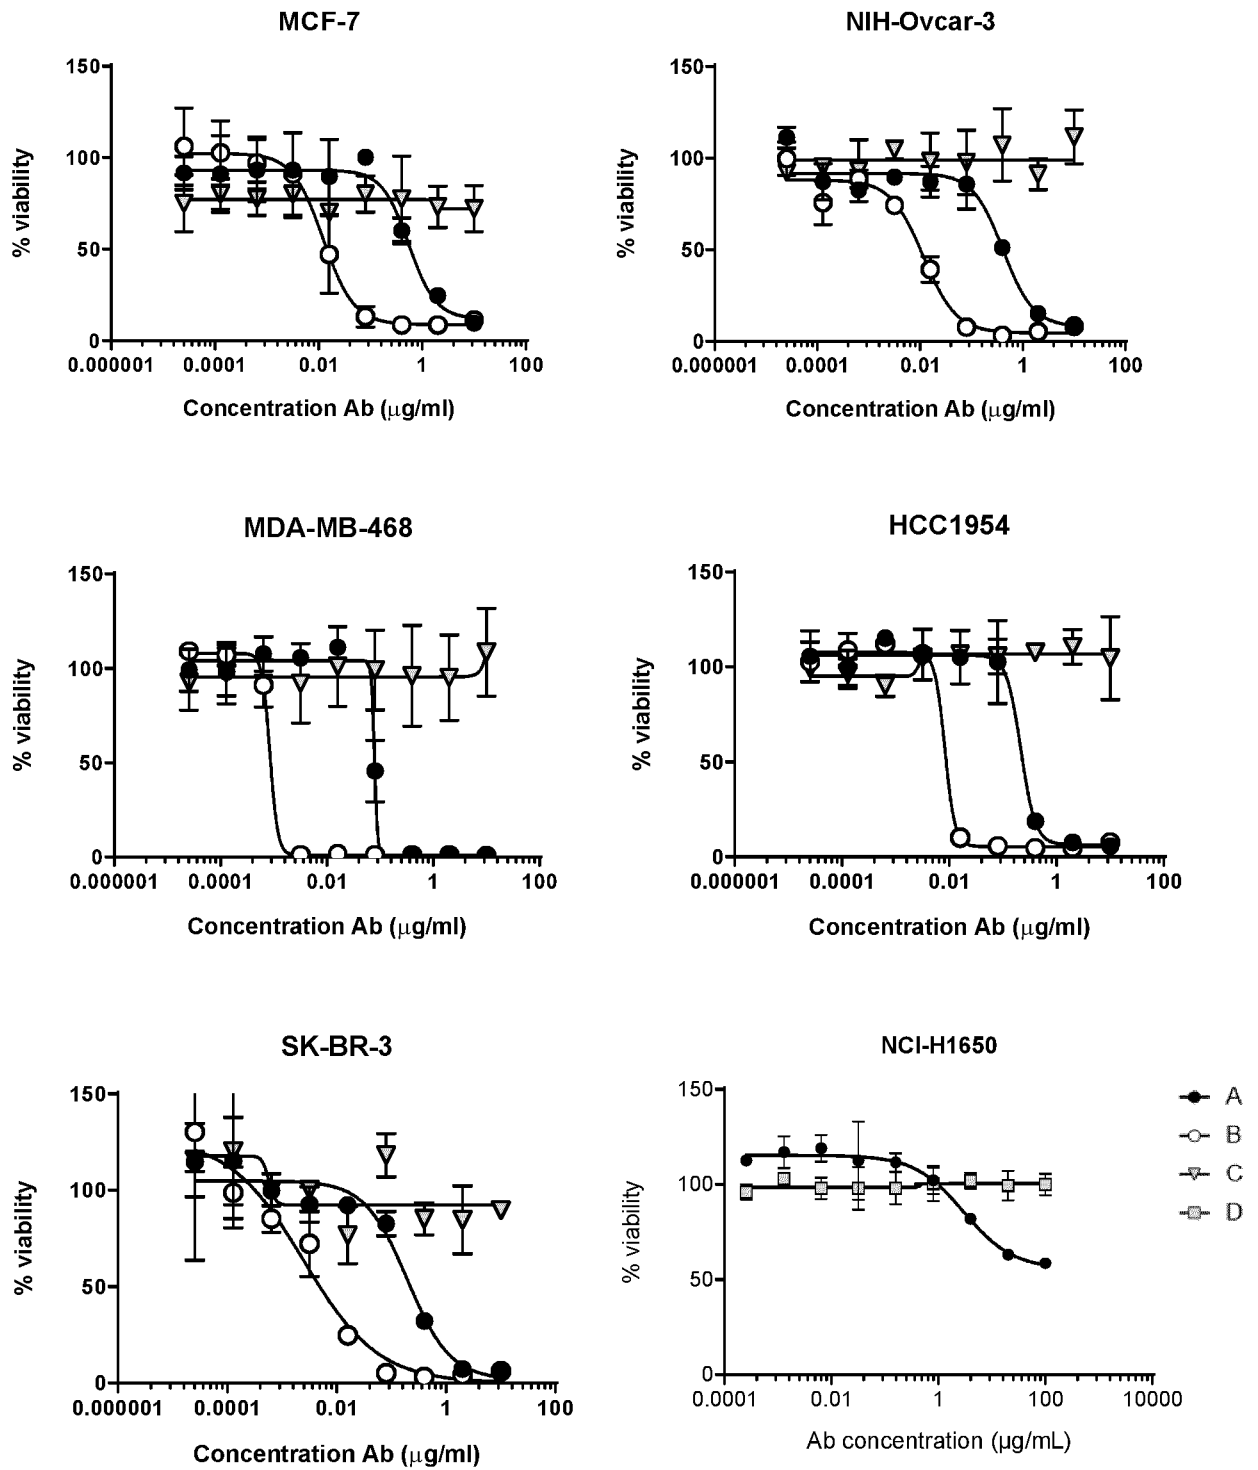 MCF-7
NIH-Ovcar-3
150
100
50
0
% viability
0.000001 0.0001 0.01 1 100
Concentration Ab (μg/ml)
150
100
50
0
% viability
0.000001 0.0001 0.01 1 100
Concentration Ab (μg/ml)
MDA-MB-468
HCC1954
150
100
50
0
% viability
0.000001 0.0001 0.01 1 100
Concentration Ab (μg/ml)
150
100
50
0
% viability
0.000001 0.0001 0.01 1 100
Concentration Ab (μg/ml)
SK-BR-3
NCI-H1650
150
100
50
0
% viability
0.000001 0.0001 0.01 1 100
Concentration Ab (μg/ml)
150
100
50
0
% viability
0.0001 0.01 1 100 10000
Ab concentration (μg/mL)
A
B
C
D